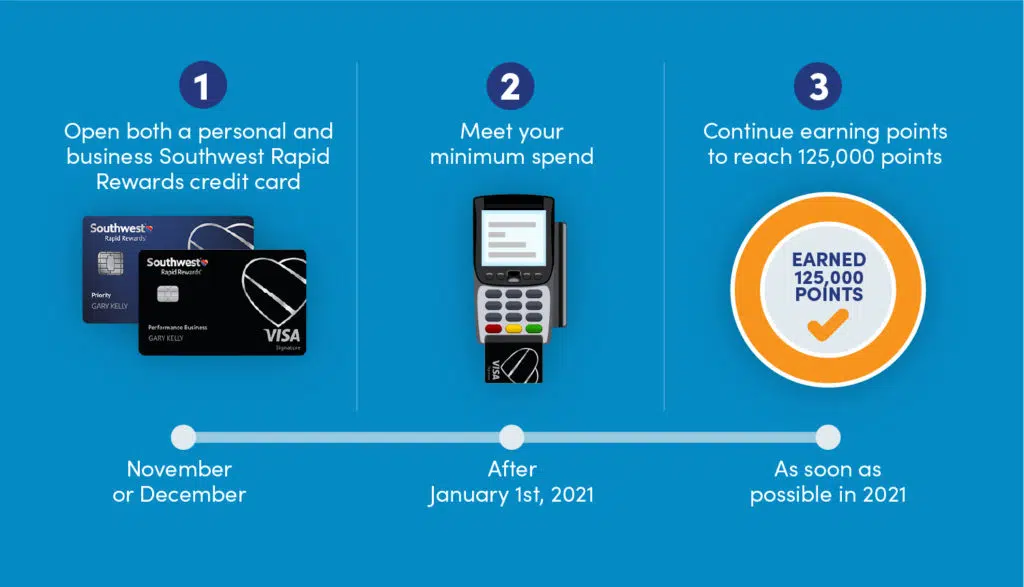 1
Open both a personal and
business Southwest Rapid
Rewards credit card
Southwest
Rapid Rewards
Priority
GARY KELLY
Southwest
Rapid Rewards
Performance Business
GARY KELLY
VISA
Signature
2
Meet your
minimum spend
VISA
3
Continue earning points
to reach 125,000 points
EARNED
125,000
POINTS
November
or December
After
January 1st, 2021
As soon as
possible in 2021